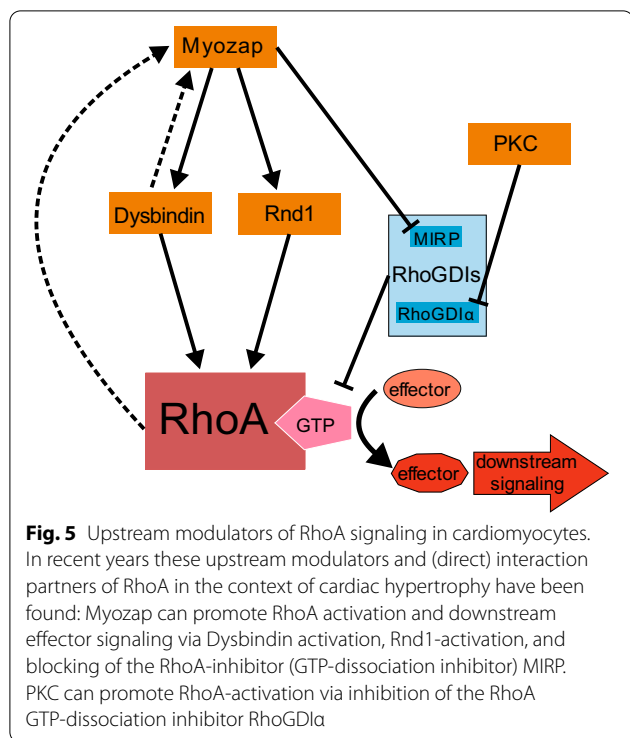 Myozap
PKC
Dysbindin
Rnd1
MIRP
RhoGDIs
RhoGDIα
RhoA
GTP
effector
effector
downstream
signaling
Fig. 5 Upstream modulators of RhoA signaling in cardiomyocytes.
In recent years these upstream modulators and (direct) interaction
partners of RhoA in the context of cardiac hypertrophy have been
found: Myozap can promote RhoA activation and downstream
effector signaling via Dysbindin activation, Rnd1-activation, and
blocking of the RhoA-inhibitor (GTP-dissociation inhibitor) MIRP.
PKC can promote RhoA-activation via inhibition of the RhoA
GTP-dissociation inhibitor RhoGDIα